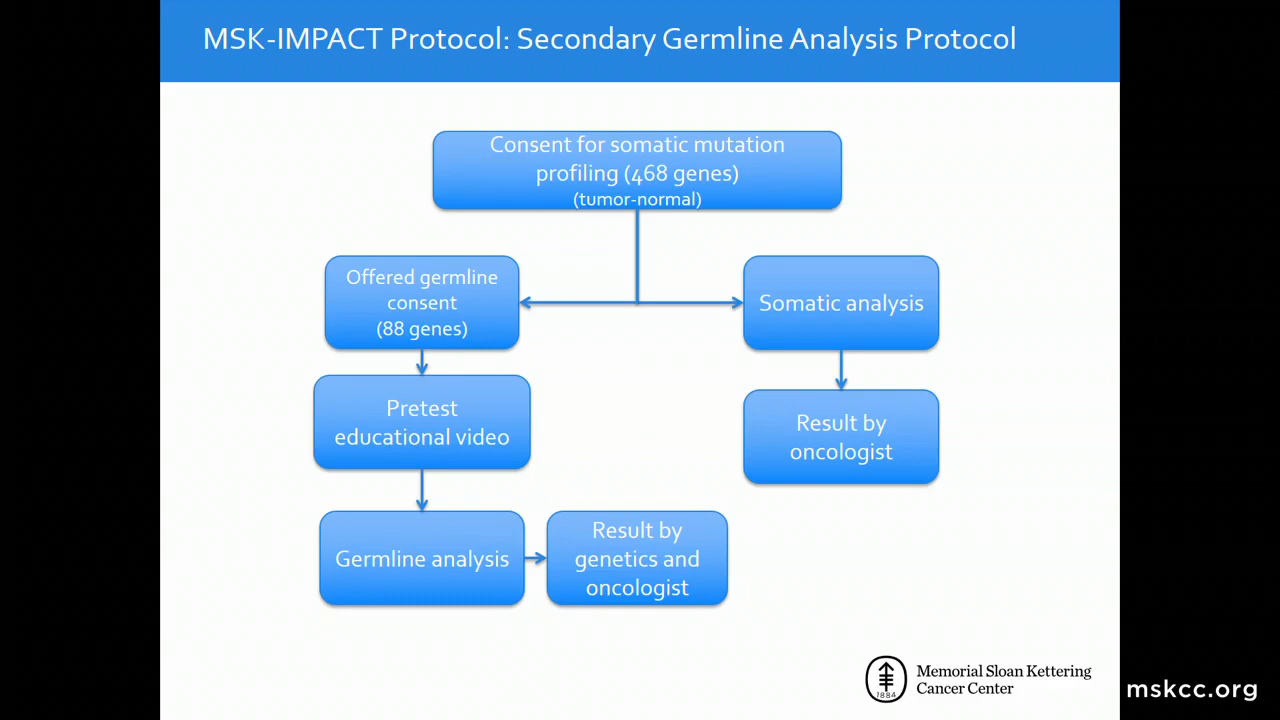 MSK-IMPACT Protocol: Secondary Germline Analysis Protocol
Consent for somatic mutation
profiling (468 genes)
(tumor-normal)
Offered germline
consent
(88 genes)
Somatic analysis
Pretest
educational video
Result by
oncologist
Germline analysis
Result by
genetics and
oncologist
1884
Memorial Sloan Kettering
Cancer Center
mskcc.org